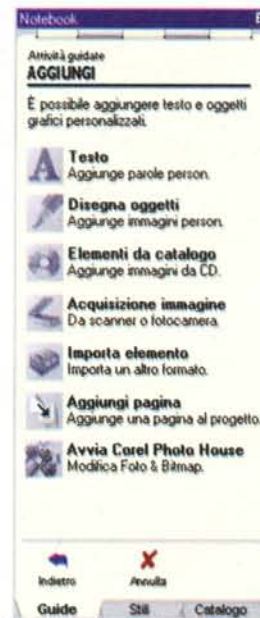 Notebook
Attività guidate
AGGIUNGI
È possibile aggiungere testo e oggetti
grafici personalizzati.
Testo
Aggiunge parole person.
Disegna oggetti
Aggiunge immagini person.
Elementi da catalogo
Aggiunge immagini da CD.
Acquisizione immagine
Da scanner o fotocamera
Importa elemento
Importa un altro formato.
Aggiungi pagina
Aggiunge una pagina al progetto.
Avvia Corel Photo House
Modifica Foto & Bitmap.
Indietro Annulla
Guide Stili Catalogo